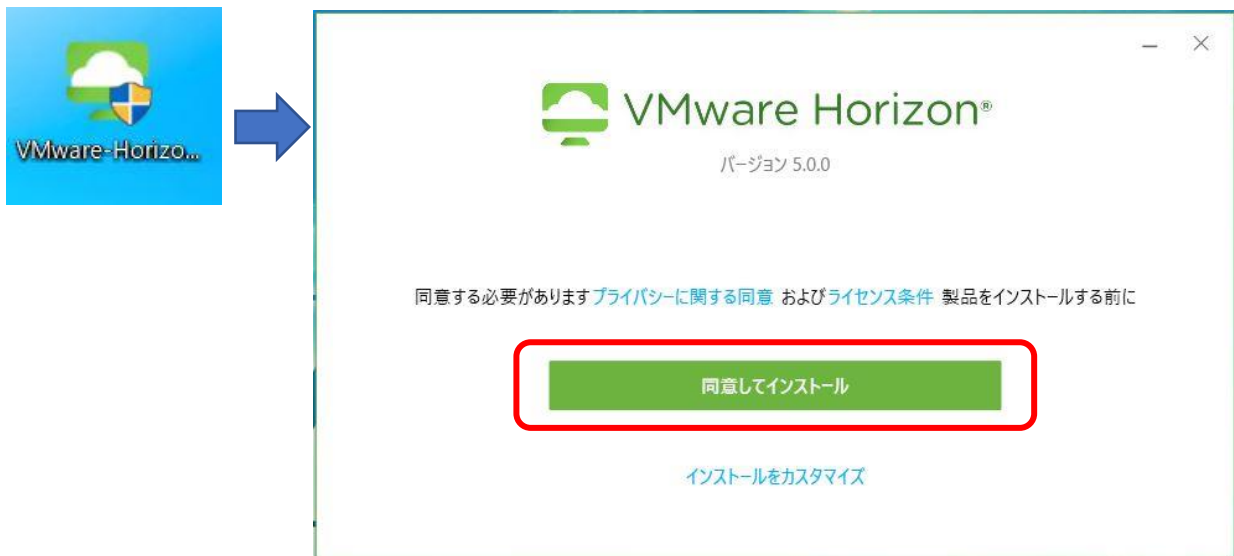 VMware-Horizo...
VMware Horizon®
バージョン 5.0.0
同意する必要がありますプライバシーに関する同意 およびライセンス条件 製品をインストールする前に
同意してインストール
インストールをカスタマイズ